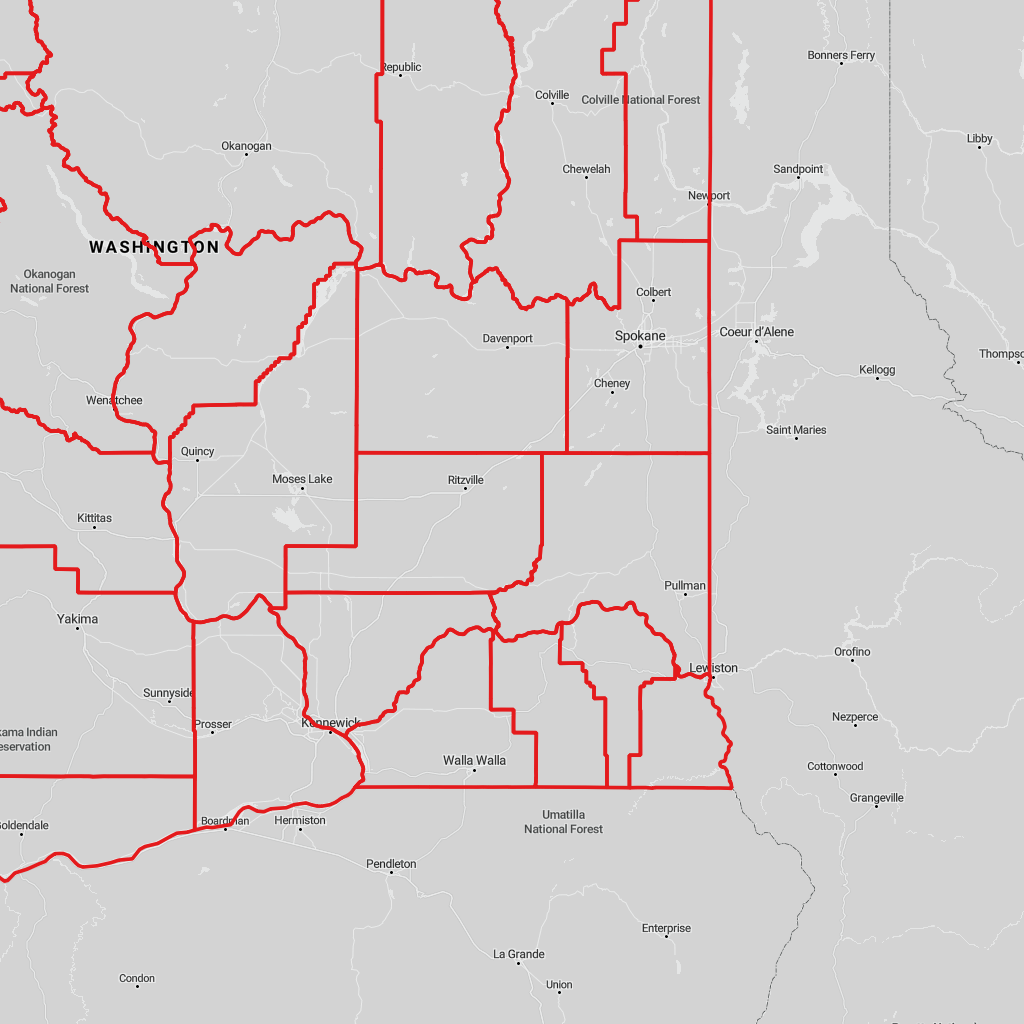 Bonners Ferry
Republic
Colville
Colville National Forest
Libby
Okanogan
Chewelah
Sandpoint
Newport
WASHINGTON
Okanogan
National Forest
Colbert
Davenport
Spokane
Coeur d'Alene
Thompso
Kellogg
Cheney
Wenatchee
Saint Maries
Quincy
Moses Lake
Ritzville
Kittitas
Pullman
Yakima
Orofino
Lewiston
Sunnyside
Nezperce
Prosser
Kennewick
kama Indian
eservation
Walla Walla
Cottonwood
Grangeville
Boardman
Hermiston
Umatilla
National Forest
Goldendale
Pendleton
Enterprise
La Grande
Condon
Union